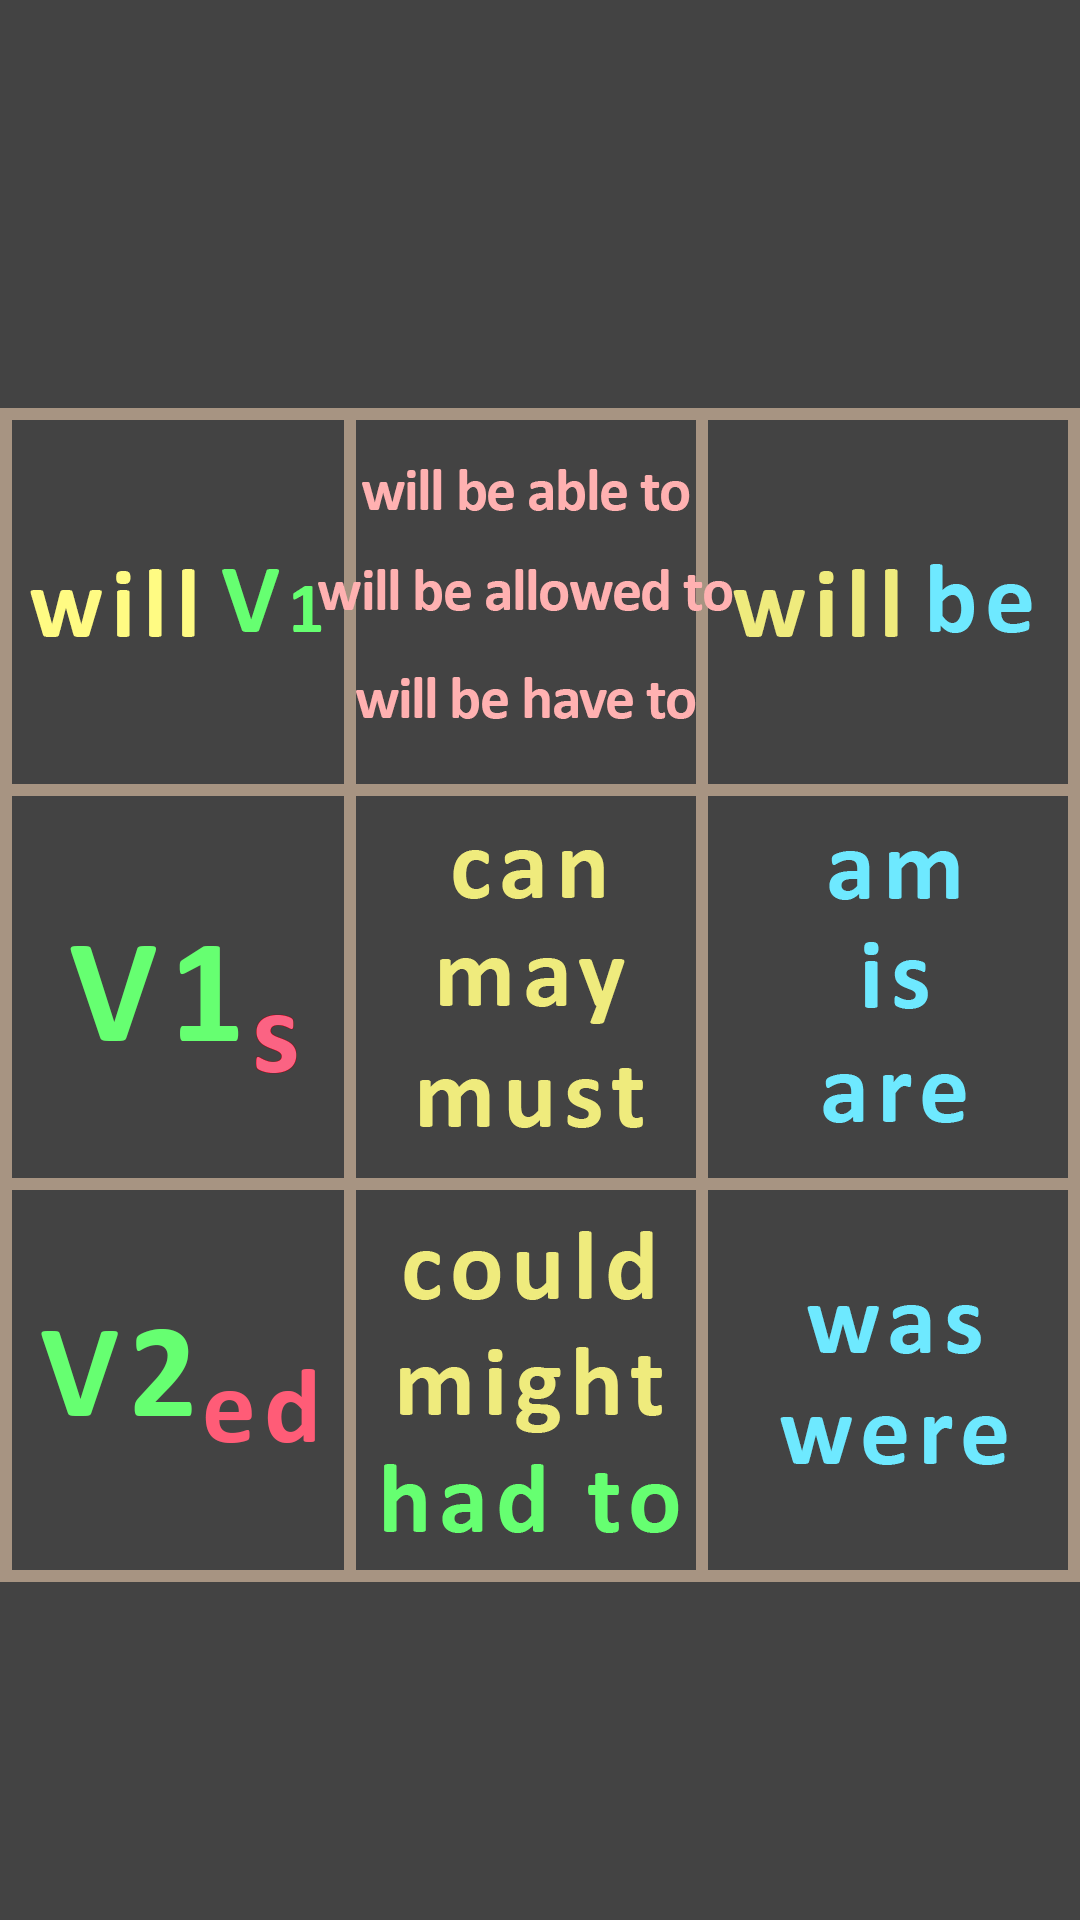 will V1
will be able to
will be allowed to
will be have to
will be
V1s
can
may
must
am
is
are
V2ed
could
might
had to
was
were